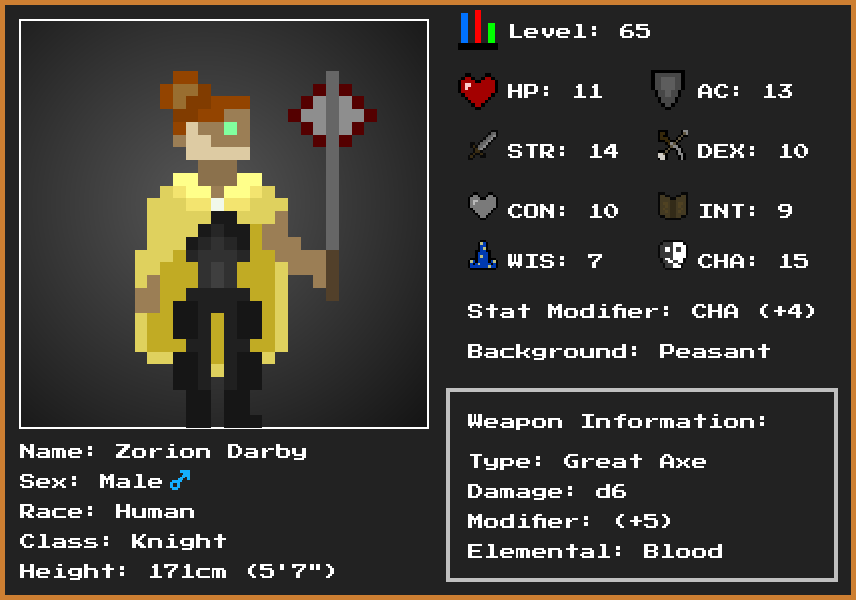 Level: 65
HP: 11
AC: 13
STR: 14
DEX: 10
CON: 10
INT: 9
WIS: 7
CHA: 15
Stat Modifier: CHA (+4)
Background: Peasant
Weapon Information:
Type: Great Axe
Damage: d6
Modifier: (+5)
Elemental: Blood
Name: Zorion Darby
Sex: Male♂
Race: Human
Class: Knight
Height: 171cm (5'7")